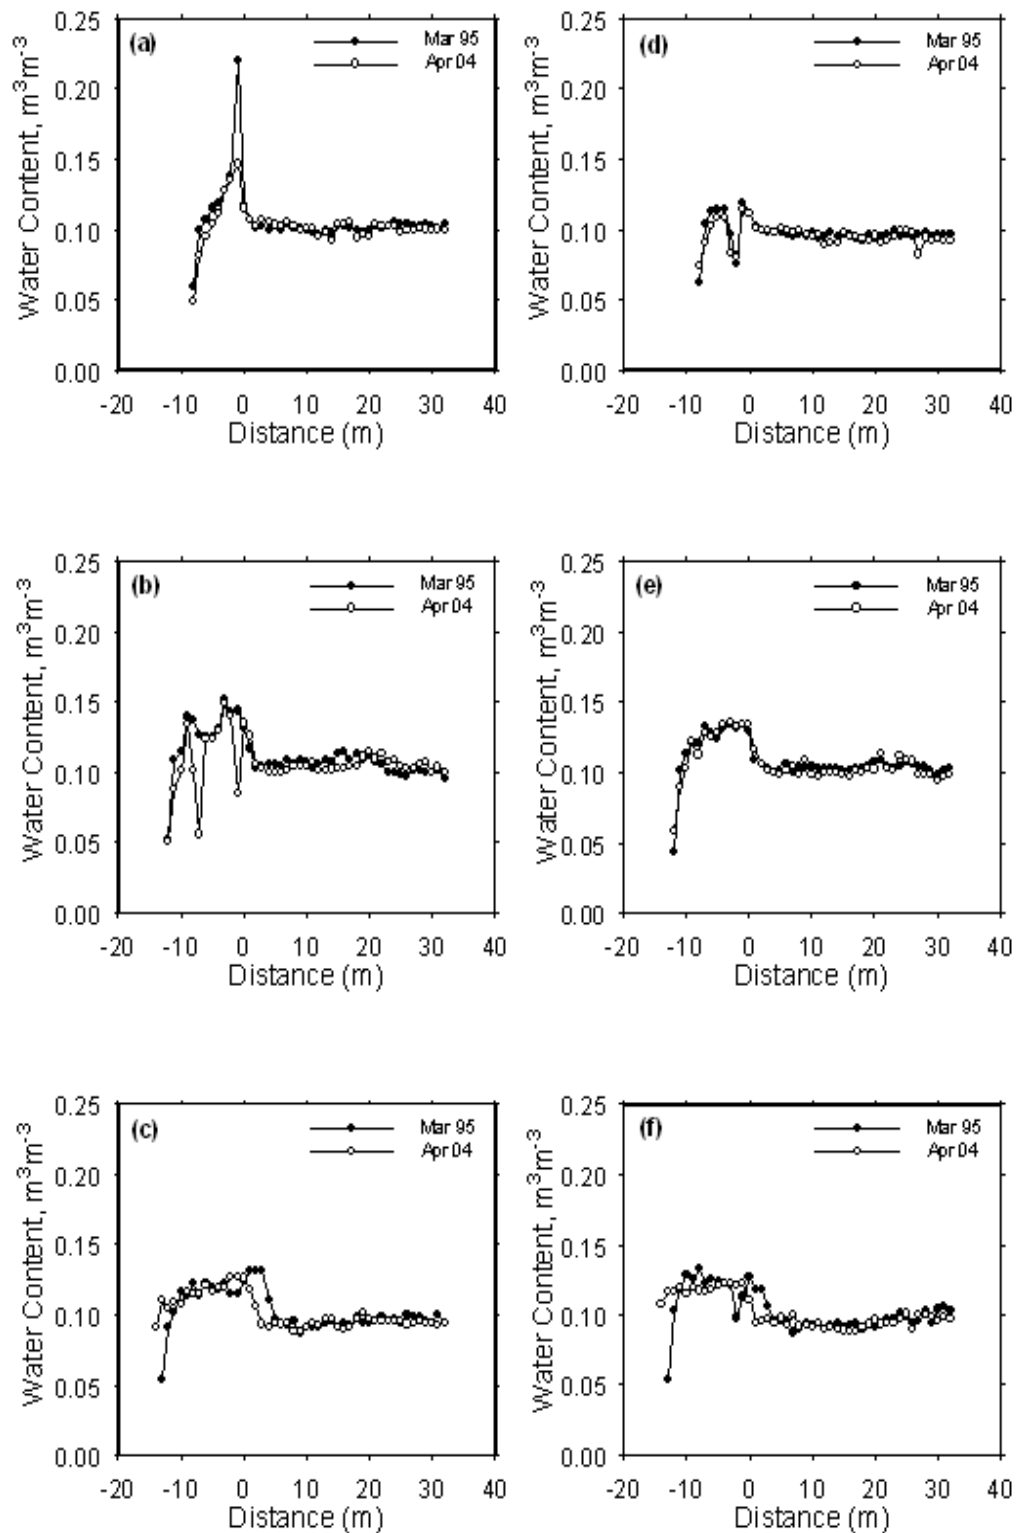 (a)
Mar 95
Apr 04
Water Content, m³m⁻³
0.25
0.20
0.15
0.10
0.05
0.00
-20 -10 0 10 20 30 40
Distance (m)
(d)
Mar 95
Apr 04
Water Content, m³m⁻³
0.25
0.20
0.15
0.10
0.05
0.00
-20 -10 0 10 20 30 40
Distance (m)
(b)
Mar 95
Apr 04
Water Content, m³m⁻³
0.25
0.20
0.15
0.10
0.05
0.00
-20 -10 0 10 20 30 40
Distance (m)
(e)
Mar 95
Apr 04
Water Content, m³m⁻³
0.25
0.20
0.15
0.10
0.05
0.00
-20 -10 0 10 20 30 40
Distance (m)
(c)
Mar 95
Apr 04
Water Content, m³m⁻³
0.25
0.20
0.15
0.10
0.05
0.00
-20 -10 0 10 20 30 40
Distance (m)
(f)
Mar 95
Apr 04
Water Content, m³m⁻³
0.25
0.20
0.15
0.10
0.05
0.00
-20 -10 0 10 20 30 40
Distance (m)